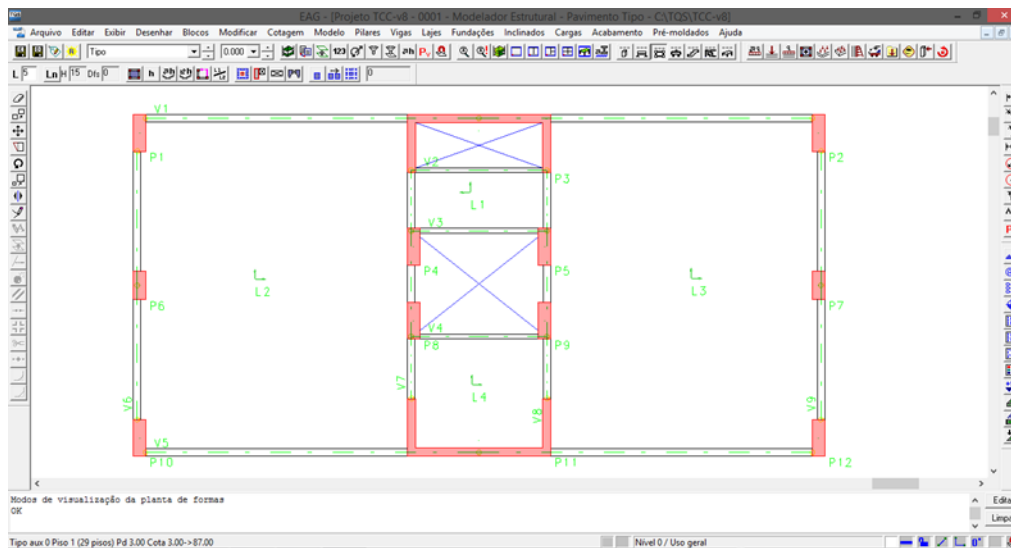 TQS
EAG - [Projeto TCC-v8 - 0001 - Modelador Estrutural - Pavimento Tipo - C:\TQS\TCC-v8]
Arquivo Editar Exibir Desenhar Blocos Modificar Cotagem Modelo Pilares Vigas Lajes Fundações Inclinados Cargas Acabamento Pré-moldados Ajuda
Tipo 0.000 123
L 5 Ln H 15 Dfs 0 h 0
V1
P1 P2
V2
P3
L1
V3
P4 P5
L2 L3
P6 P7
V4
P8 P9
V7
L4
V6 V8 V9
V5
P10 P11 P12
Modos de visualização da planta de formas
OK
Edita
Limpa
Tipo aux 0 Piso 1 (29 pisos) Pd 3.00 Cota 3.00->87.00 Nível 0 / Uso geral